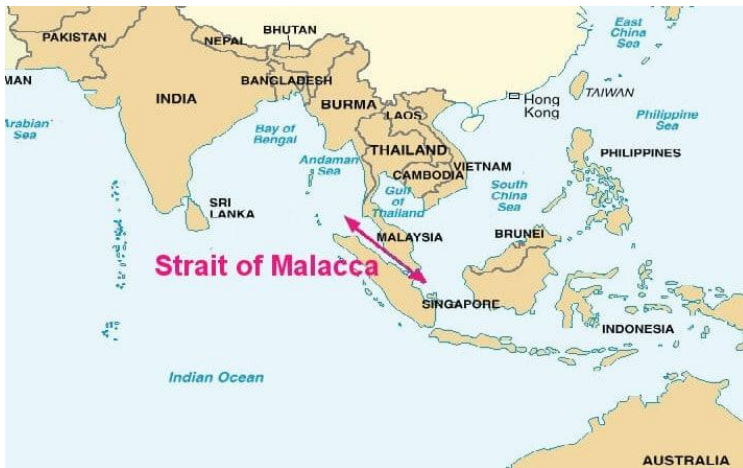 East
China
Sea
BHUTAN
PAKISTAN
NEPAL
MAN
BANGLADESH
INDIA
BURMA
Hong
Kong
TAIWAN
LAOS
Arabian
Sea
Bay of
Bengal
Philippine
Sea
THAILAND
PHILIPPINES
Andaman
Sea
VIETNAM
CAMBODIA
South
China
Sea
Gulf
of
Thailand
SRI
LANKA
MALAYSIA
BRUNEI
Strait of Malacca
SINGAPORE
INDONESIA
Indian Ocean
AUSTRALIA